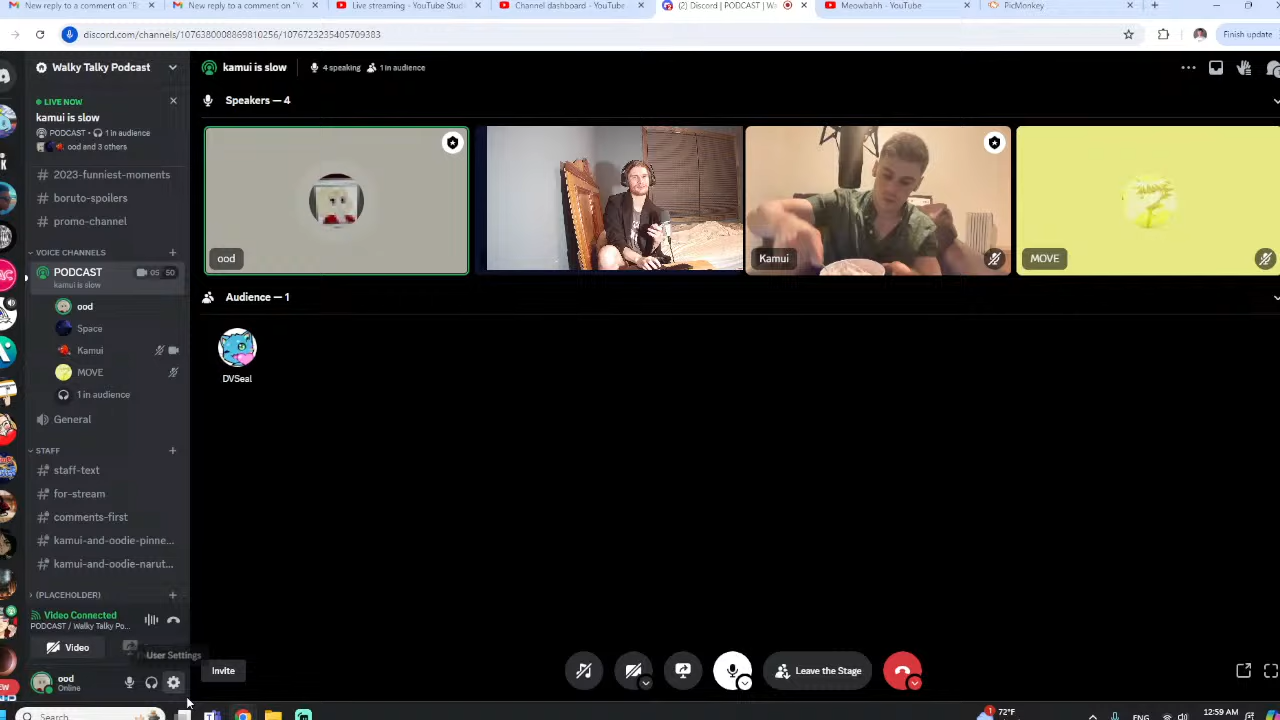 New reply to a comment on "E
New reply to a comment on "Yo
Live streaming - YouTube Studi
Channel dashboard - YouTube
(2) Discord | PODCAST | Wa
Meowbahh - YouTube
PicMonkey
discord.com/channels/1076380008869810256/1076723235405709383
Finish update
Walky Talky Podcast
kamui is slow
4 speaking
1 in audience
LIVE NOW
kamui is slow
PODCAST • 1 in audience
ood and 3 others
Speakers — 4
2023-funniest-moments
boruto-spoilers
promo-channel
VOICE CHANNELS
PODCAST
05 50
kamui is slow
ood
Kamui
MOVE
Audience — 1
ood
Space
Kamui
MOVE
1 in audience
DVSeal
General
STAFF
staff-text
for-stream
comments-first
kamui-and-oodie-pinne...
kamui-and-oodie-narut...
(PLACEHOLDER)
Video Connected
PODCAST / Walky Talky Po...
Video
User Settings
Invite
Leave the Stage
ood
Online
Search
1
72°F
ENG
12:59 AM